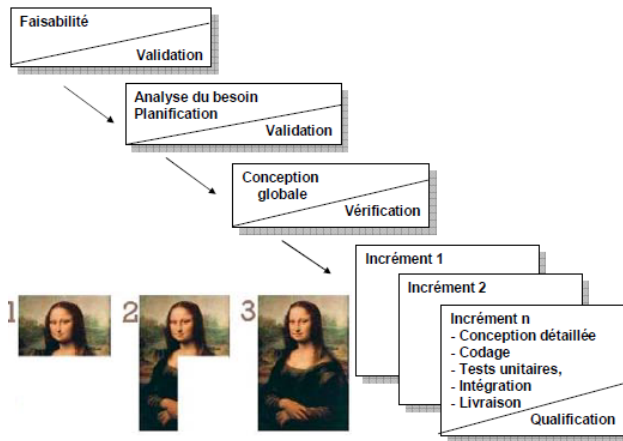 Faisabilité
Validation
Analyse du besoin
Planification
Validation
Conception
globale
Vérification
Incrément 1
Incrément 2
Incrément n
- Conception détaillée
- Codage
- Tests unitaires,
- Intégration
- Livraison
Qualification
1 2 3